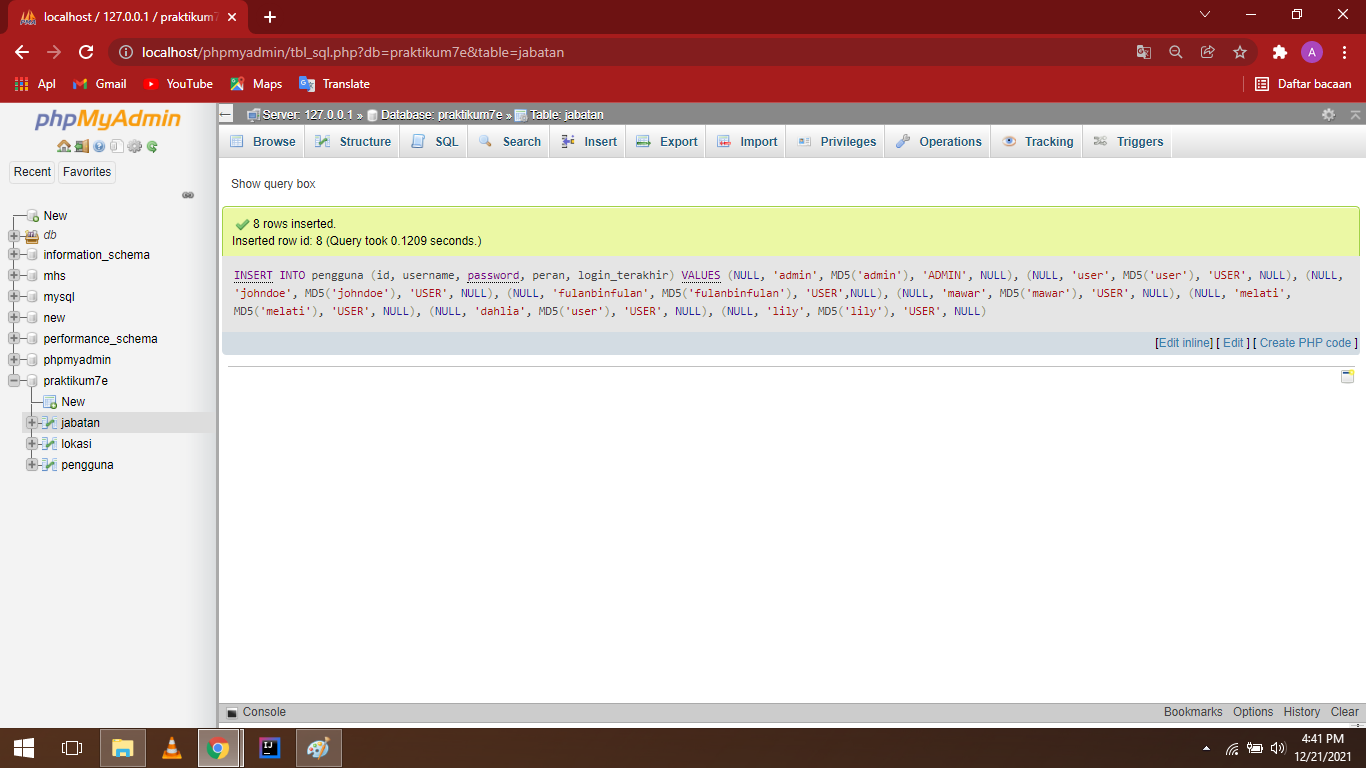 localhost / 127.0.0.1 / praktikum7
localhost/phpmyadmin/tbl_sql.php?db=praktikum7e&table=jabatan
A
Apl
Gmail
YouTube
Maps
Translate
Daftar bacaan
phpMyAdmin
Recent
Favorites
New
db
information_schema
mhs
mysql
new
performance_schema
phpmyadmin
praktikum7e
New
jabatan
lokasi
pengguna
Server: 127.0.0.1 » Database: praktikum7e » Table: jabatan
Browse
Structure
SQL
Search
Insert
Export
Import
Privileges
Operations
Tracking
Triggers
Show query box
8 rows inserted.
Inserted row id: 8 (Query took 0.1209 seconds.)
INSERT INTO pengguna (id, username, password, peran, login_terakhir) VALUES (NULL, 'admin', MD5('admin'), 'ADMIN', NULL), (NULL, 'user', MD5('user'), 'USER', NULL), (NULL,
'johndoe', MD5('johndoe'), 'USER', NULL), (NULL, 'fulanbinfulan', MD5('fulanbinfulan'), 'USER',NULL), (NULL, 'mawar', MD5('mawar'), 'USER', NULL), (NULL, 'melati',
MD5('melati'), 'USER', NULL), (NULL, 'dahlia', MD5('user'), 'USER', NULL), (NULL, 'lily', MD5('lily'), 'USER', NULL)
[Edit inline] [ Edit ] [ Create PHP code ]
Console
Bookmarks
Options
History
Clear
IJ
4:41 PM
12/21/2021